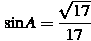 sinA = √17/17